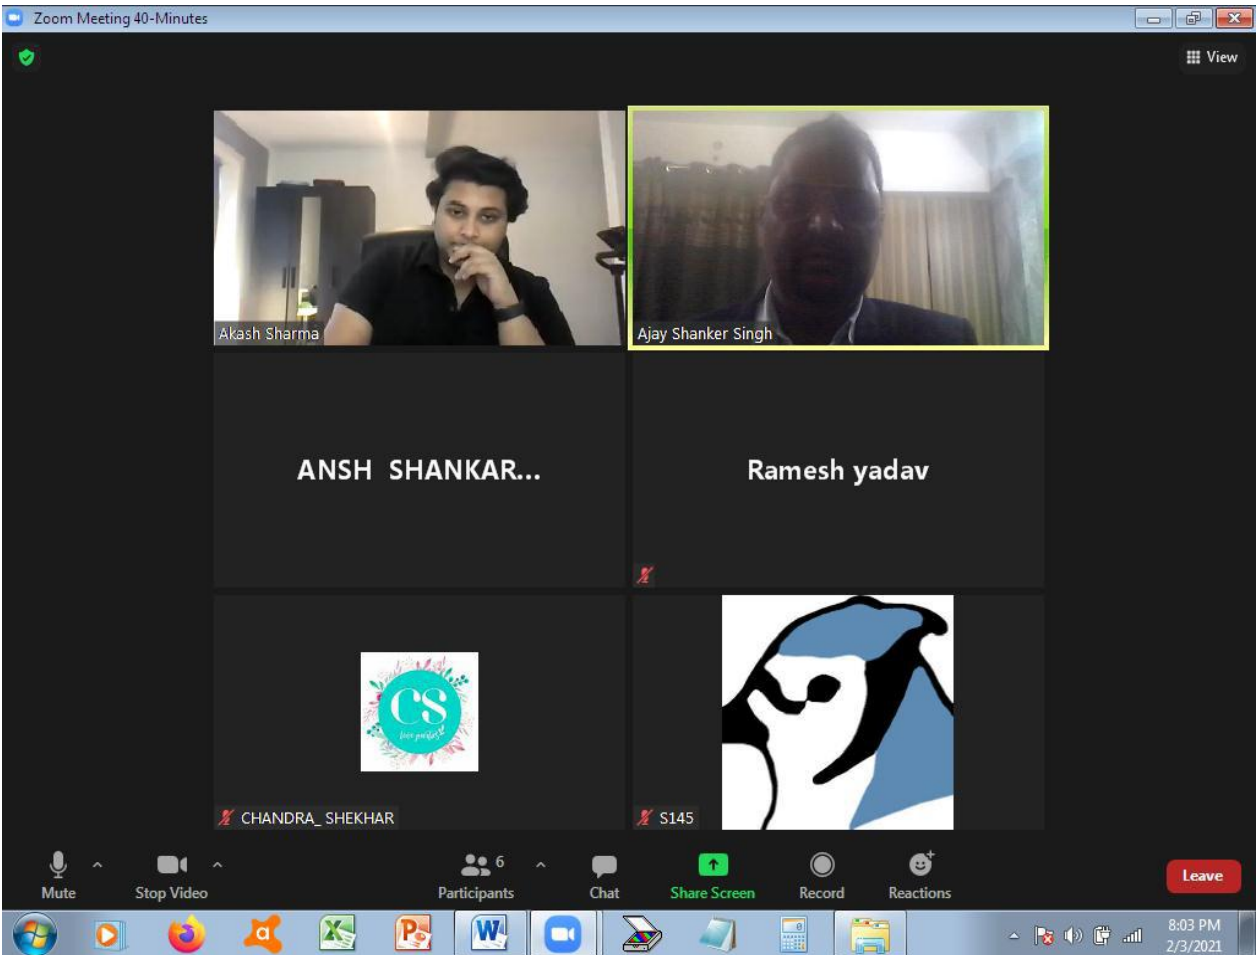 Zoom Meeting 40-Minutes
View
Akash Sharma
Ajay Shanker Singh
ANSH SHANKAR...
Ramesh yadav
CS
CHANDRA_ SHEKHAR
S145
6
Mute
Stop Video
Participants
Chat
Share Screen
Record
Reactions
Leave
8:03 PM
2/3/2021